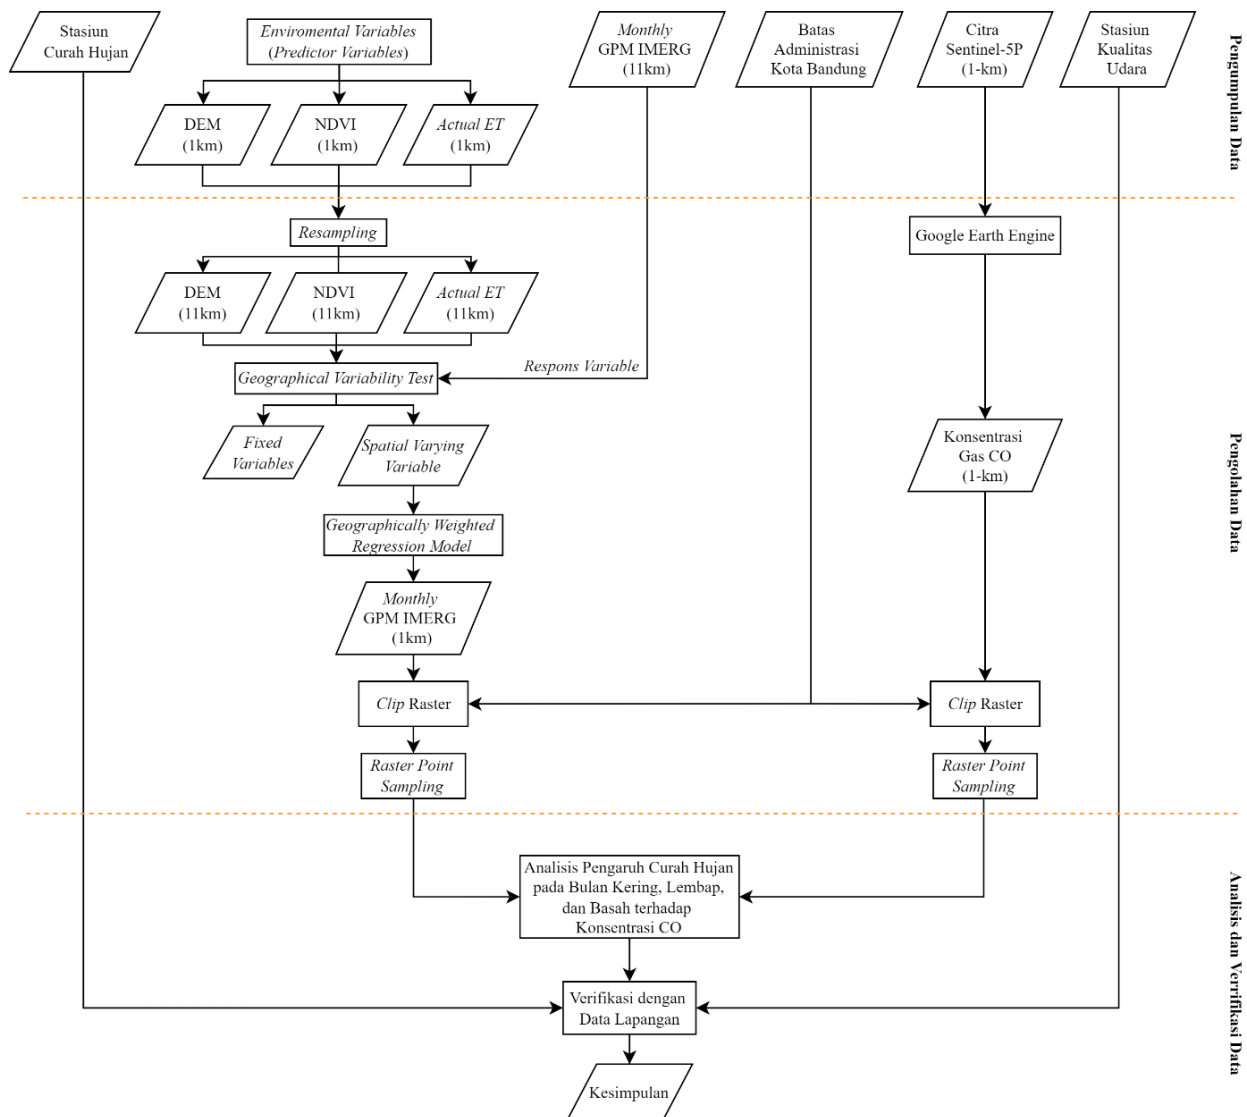 Stasiun
Curah Hujan
Enviromental Variables
(Predictor Variables)
Monthly
GPM IMERG
(11km)
Batas
Administrasi
Kota Bandung
Citra
Sentinel-5P
(1-km)
Stasiun
Kualitas
Udara
Pengumpulan Data
DEM
(1km)
NDVI
(1km)
Actual ET
(1km)
Resampling
Google Earth Engine
DEM
(11km)
NDVI
(11km)
Actual ET
(11km)
Respons Variable
Geographical Variability Test
Fixed
Variables
Spatial Varying
Variable
Konsentrasi
Gas CO
(1-km)
Pengolahan Data
Geographically Weighted
Regression Model
Monthly
GPM IMERG
(1km)
Clip Raster
Clip Raster
Raster Point
Sampling
Raster Point
Sampling
Analisis Pengaruh Curah Hujan
pada Bulan Kering, Lembap,
dan Basah terhadap
Konsentrasi CO
Analisis dan Verrifikasi Data
Verifikasi dengan
Data Lapangan
Kesimpulan